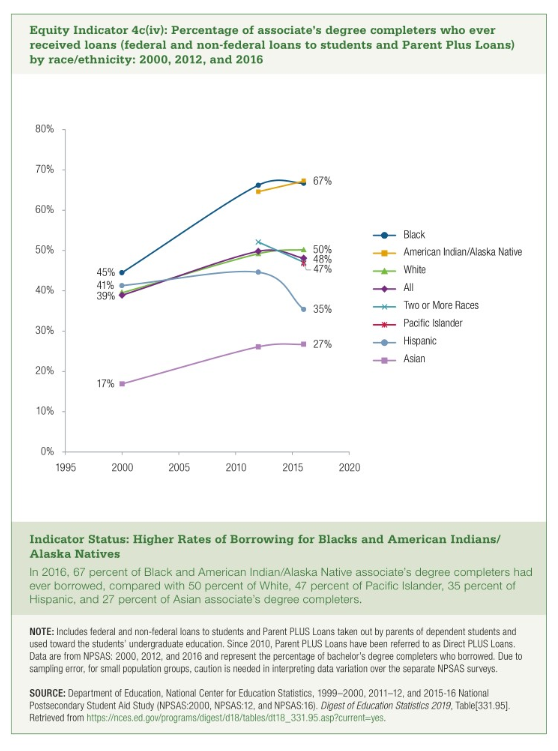 Equity Indicator 4c(iv): Percentage of associate's degree completers who ever
received loans (federal and non-federal loans to students and Parent Plus Loans)
by race/ethnicity: 2000, 2012, and 2016
80%
70%
60%
50%
40%
30%
20%
10%
0%
1995
2000
2005
2010
2015
2020
45%
41%
39%
17%
67%
50%
48%
47%
35%
27%
Black
American Indian/Alaska Native
White
All
Two or More Races
Pacific Islander
Hispanic
Asian
Indicator Status: Higher Rates of Borrowing for Blacks and American Indians/
Alaska Natives
In 2016, 67 percent of Black and American Indian/Alaska Native associate's degree completers had
ever borrowed, compared with 50 percent of White, 47 percent of Pacific Islander, 35 percent of
Hispanic, and 27 percent of Asian associate's degree completers.
NOTE: Includes federal and non-federal loans to students and Parent PLUS Loans taken out by parents of dependent students and
used toward the students' undergraduate education. Since 2010, Parent PLUS Loans have been referred to as Direct PLUS Loans.
Data are from NPSAS: 2000, 2012, and 2016 and represent the percentage of bachelor's degree completers who borrowed. Due to
sampling error, for small population groups, caution is needed in interpreting data variation over the separate NPSAS surveys.
SOURCE: Department of Education, National Center for Education Statistics, 1999–2000, 2011–12, and 2015-16 National
Postsecondary Student Aid Study (NPSAS:2000, NPSAS:12, and NPSAS:16). Digest of Education Statistics 2019, Table[331.95].
Retrieved from https://nces.ed.gov/programs/digest/d18/tables/dt18_331.95.asp?current=yes.